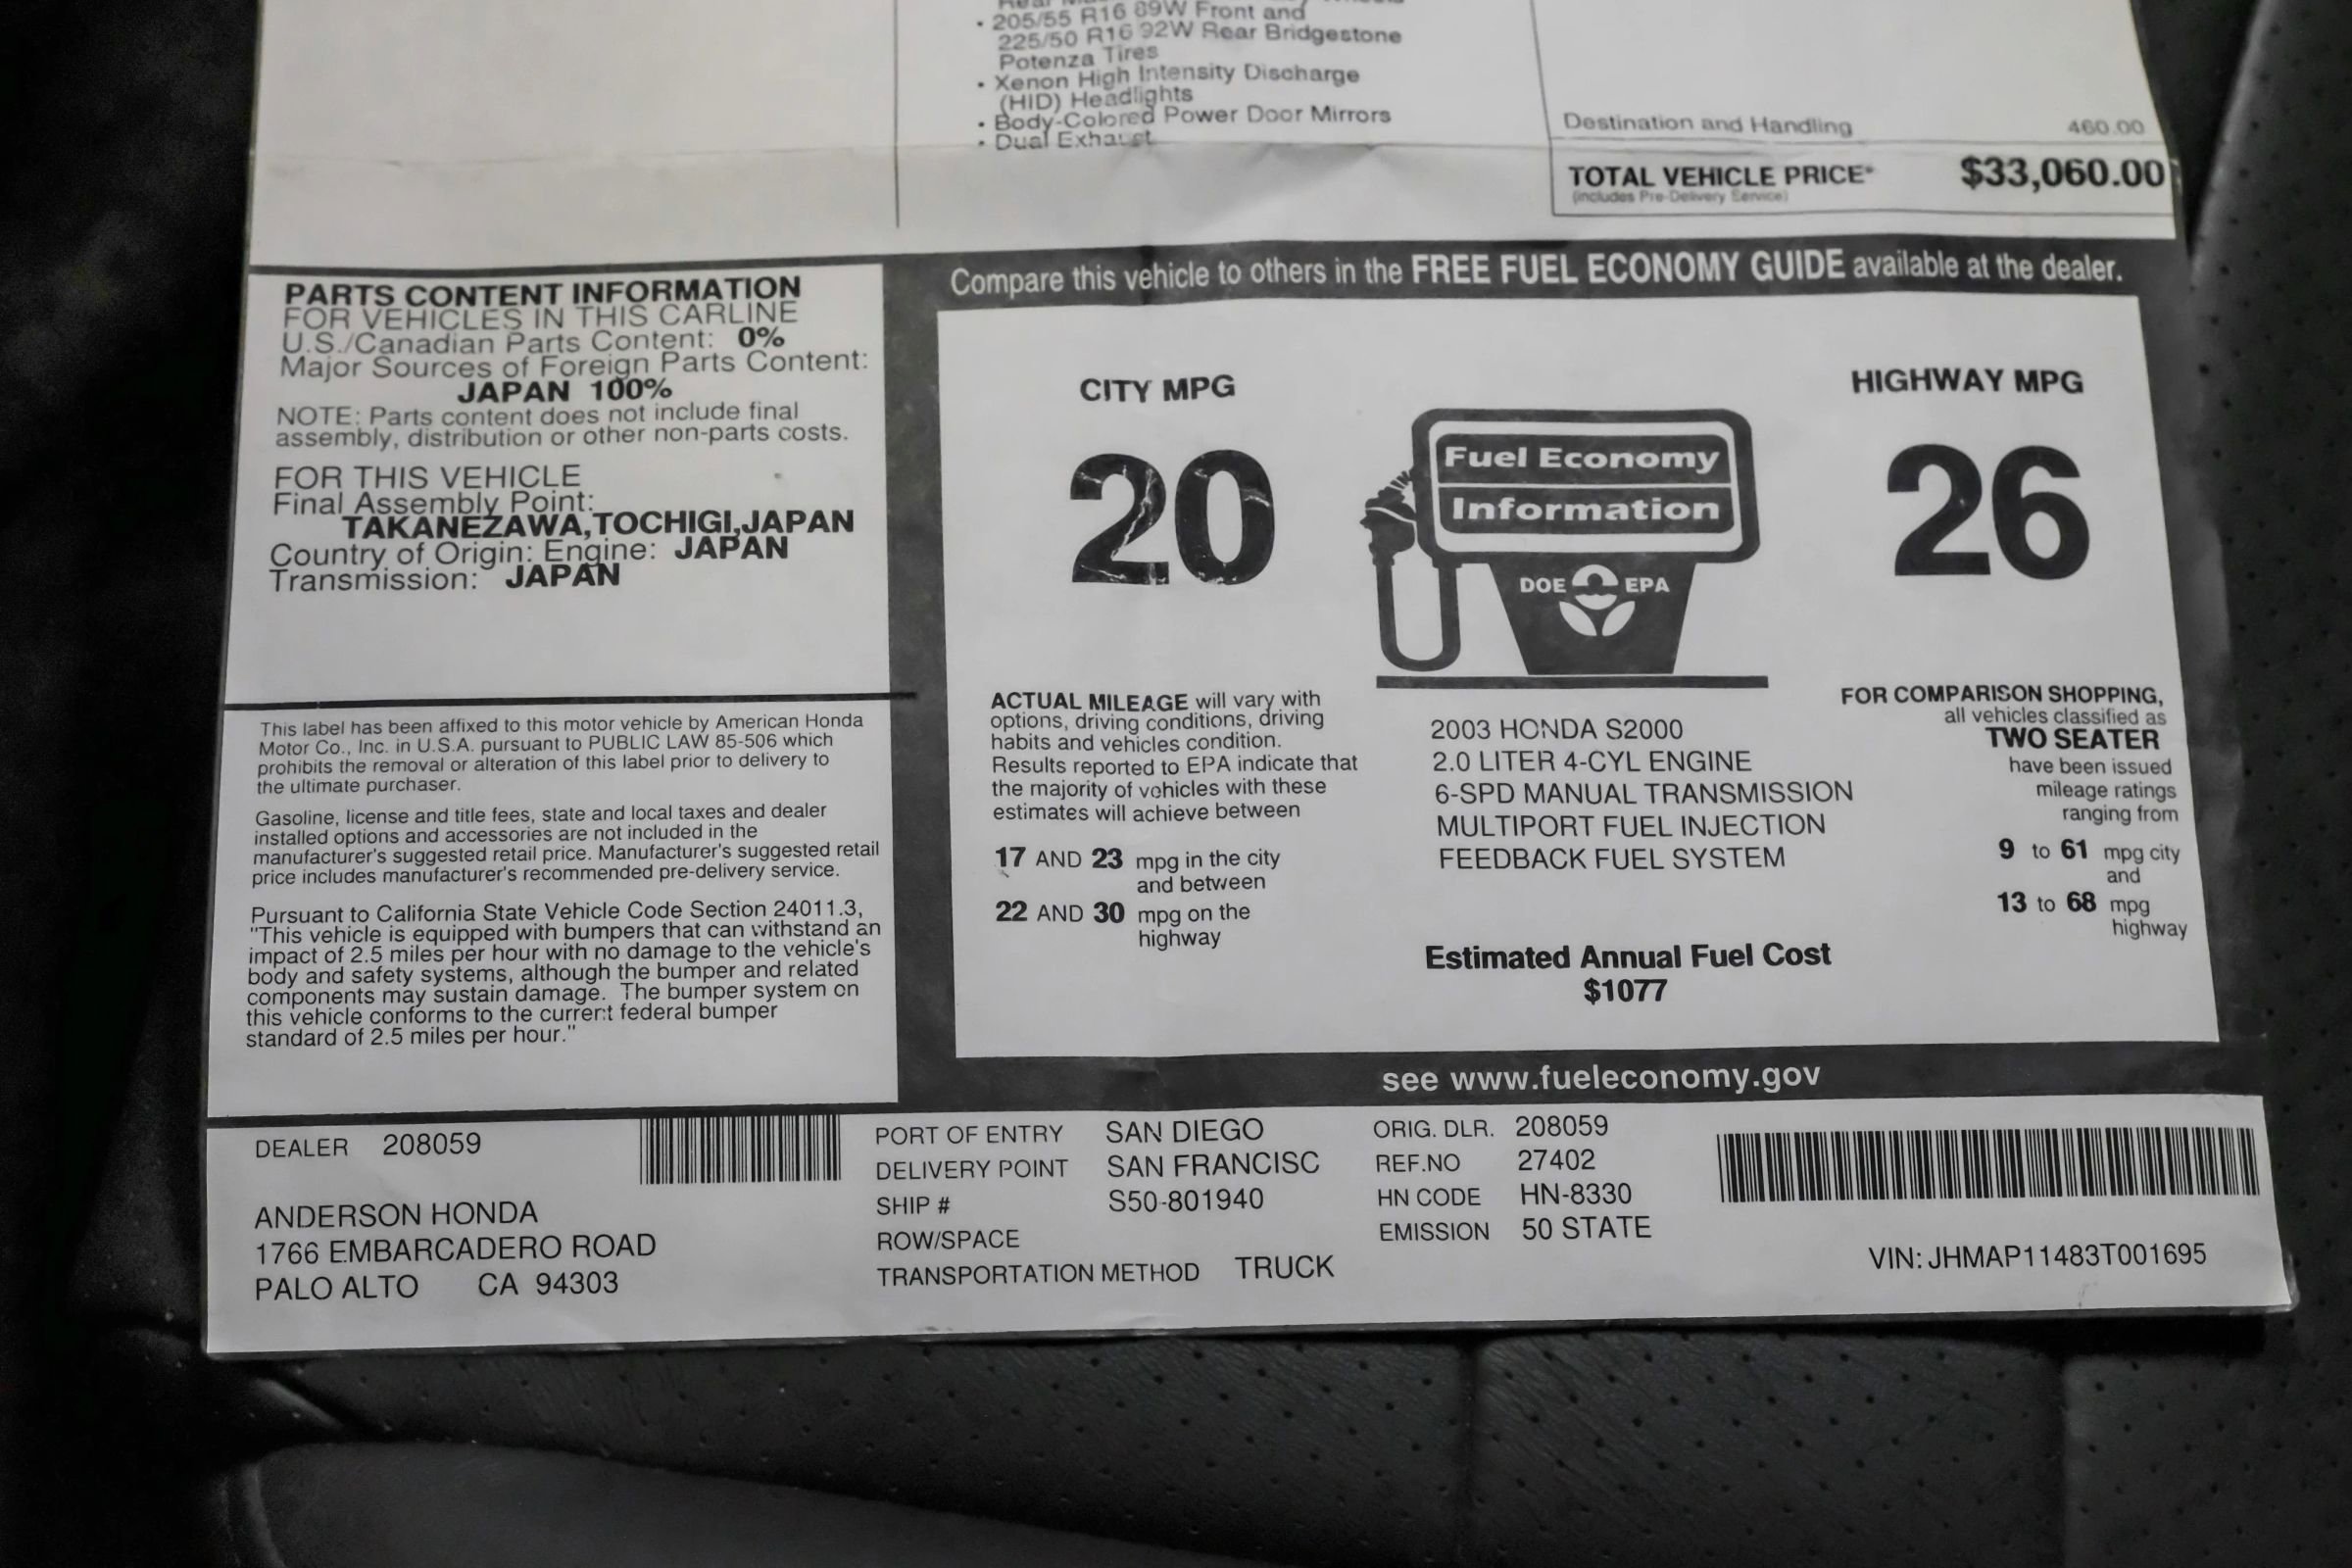 • 205/55 R16 89W Front and
225/50 R16 92W Rear Bridgestone
Potenza Tires
• Xenon High Intensity Discharge
(HID) Headlights
• Body-Colored Power Door Mirrors
• Dual Exhaust
Destination and Handling 460.00
TOTAL VEHICLE PRICE* $33,060.00
(includes Pre-Delivery Service)
PARTS CONTENT INFORMATION
FOR VEHICLES IN THIS CARLINE
U.S./Canadian Parts Content: 0%
Major Sources of Foreign Parts Content:
JAPAN 100%
NOTE: Parts content does not include final
assembly, distribution or other non-parts costs.
FOR THIS VEHICLE
Final Assembly Point:
TAKANEZAWA,TOCHIGI,JAPAN
Country of Origin: Engine: JAPAN
Transmission: JAPAN
This label has been affixed to this motor vehicle by American Honda
Motor Co., Inc. in U.S.A. pursuant to PUBLIC LAW 85-506 which
prohibits the removal or alteration of this label prior to delivery to
the ultimate purchaser.
Gasoline, license and title fees, state and local taxes and dealer
installed options and accessories are not included in the
manufacturer's suggested retail price. Manufacturer's suggested retail
price includes manufacturer's recommended pre-delivery service.
Pursuant to California State Vehicle Code Section 24011.3,
"This vehicle is equipped with bumpers that can withstand an
impact of 2.5 miles per hour with no damage to the vehicle's
body and safety systems, although the bumper and related
components may sustain damage. The bumper system on
this vehicle conforms to the current federal bumper
standard of 2.5 miles per hour."
Compare this vehicle to others in the FREE FUEL ECONOMY GUIDE available at the dealer.
CITY MPG
20
Fuel Economy
Information
DOE EPA
HIGHWAY MPG
26
ACTUAL MILEAGE will vary with
options, driving conditions, driving
habits and vehicles condition.
Results reported to EPA indicate that
the majority of vehicles with these
estimates will achieve between
17 AND 23 mpg in the city
and between
22 AND 30 mpg on the
highway
2003 HONDA S2000
2.0 LITER 4-CYL ENGINE
6-SPD MANUAL TRANSMISSION
MULTIPORT FUEL INJECTION
FEEDBACK FUEL SYSTEM
Estimated Annual Fuel Cost
$1077
FOR COMPARISON SHOPPING,
all vehicles classified as
TWO SEATER
have been issued
mileage ratings
ranging from
9 to 61 mpg city
and
13 to 68 mpg
highway
see www.fueleconomy.gov
DEALER 208059
ANDERSON HONDA
1766 EMBARCADERO ROAD
PALO ALTO CA 94303
PORT OF ENTRY SAN DIEGO
DELIVERY POINT SAN FRANCISC
SHIP # S50-801940
ROW/SPACE
TRANSPORTATION METHOD TRUCK
ORIG. DLR. 208059
REF.NO 27402
HN CODE HN-8330
EMISSION 50 STATE
VIN: JHMAP11483T001695